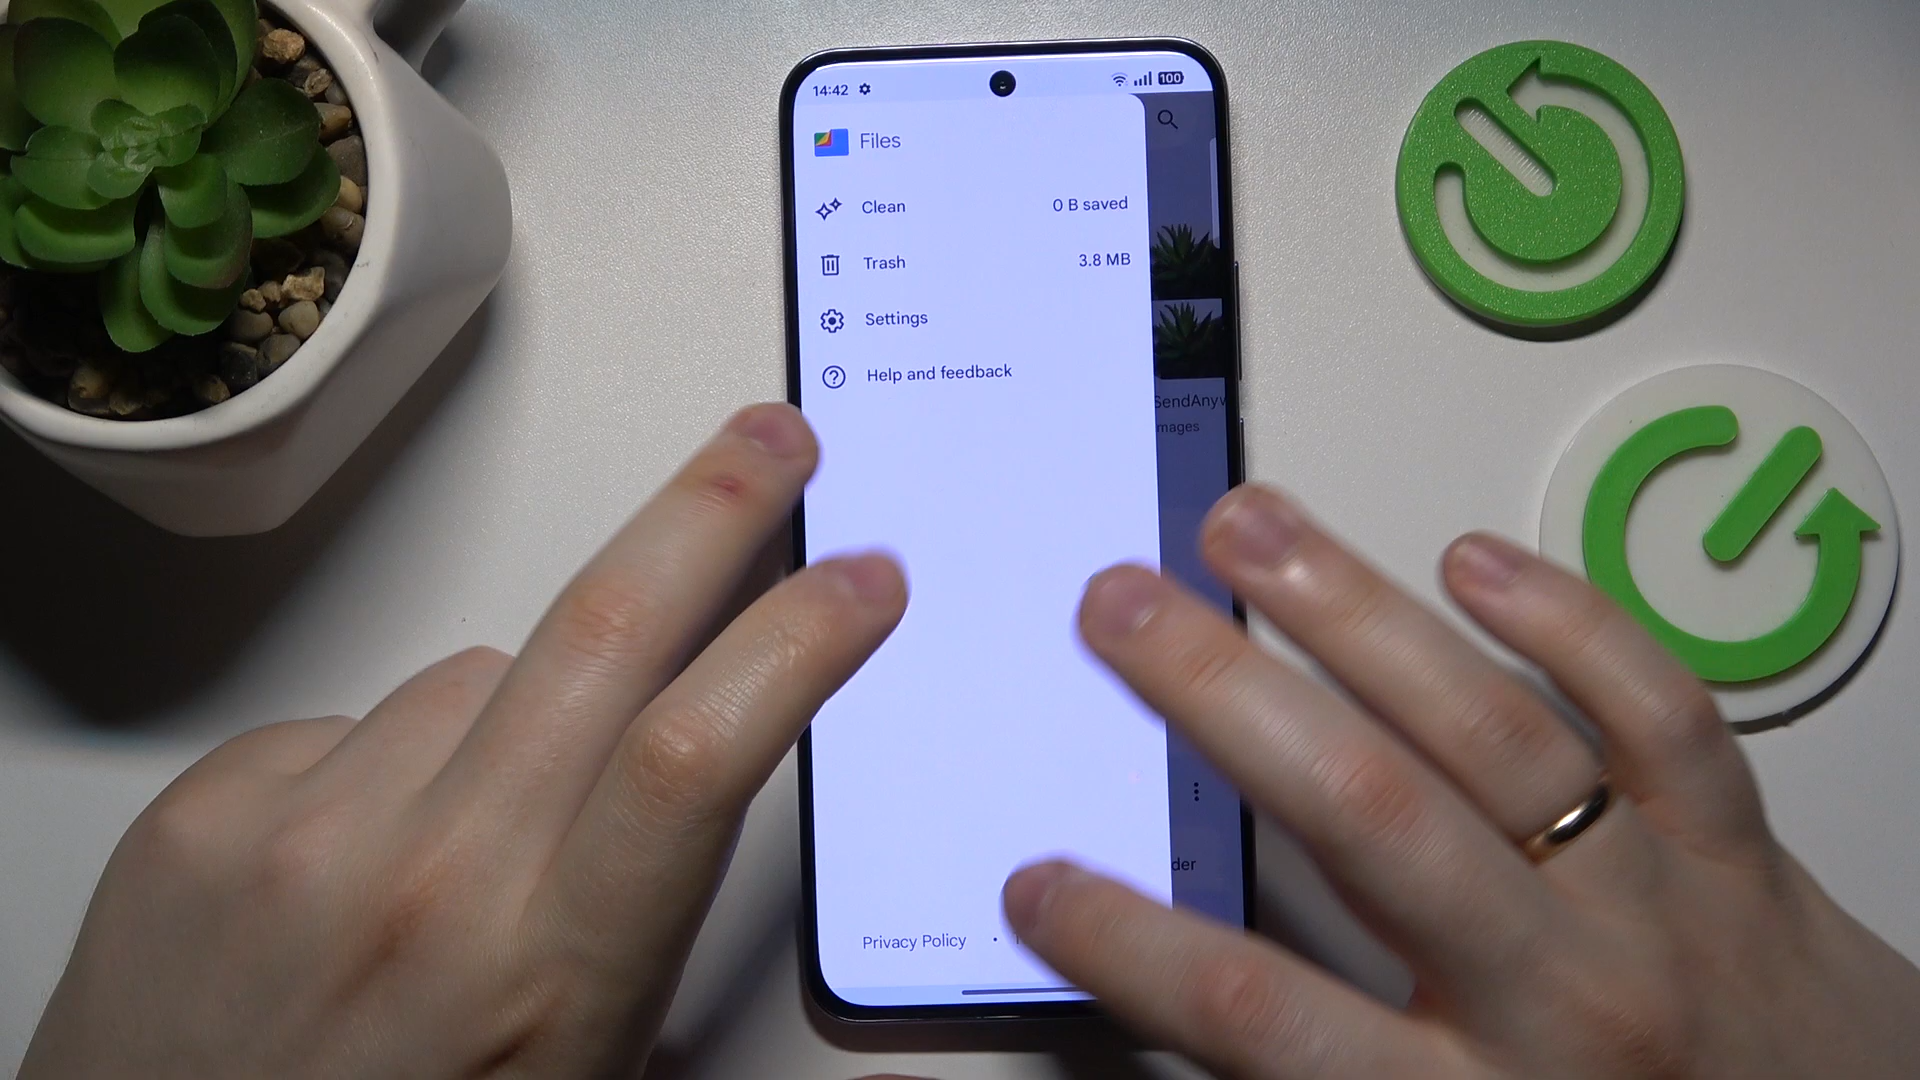 14:42
100
Files
Clean
0 B saved
Trash
3.8 MB
Settings
Help and feedback
SendAnyw
mages
der
Privacy Policy •